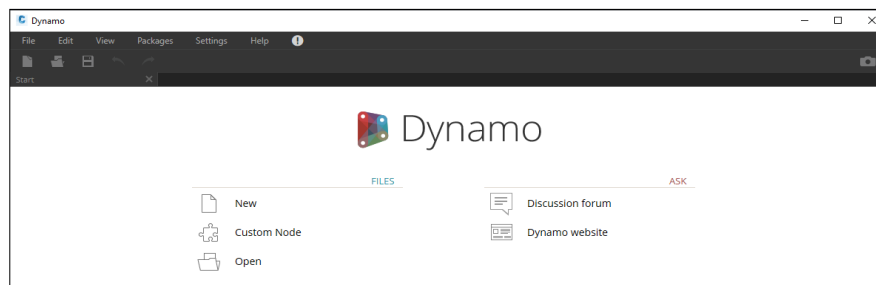 Dynamo
File Edit View Packages Settings Help !
Start
Dynamo
FILES
ASK
New
Discussion forum
Custom Node
Dynamo website
Open